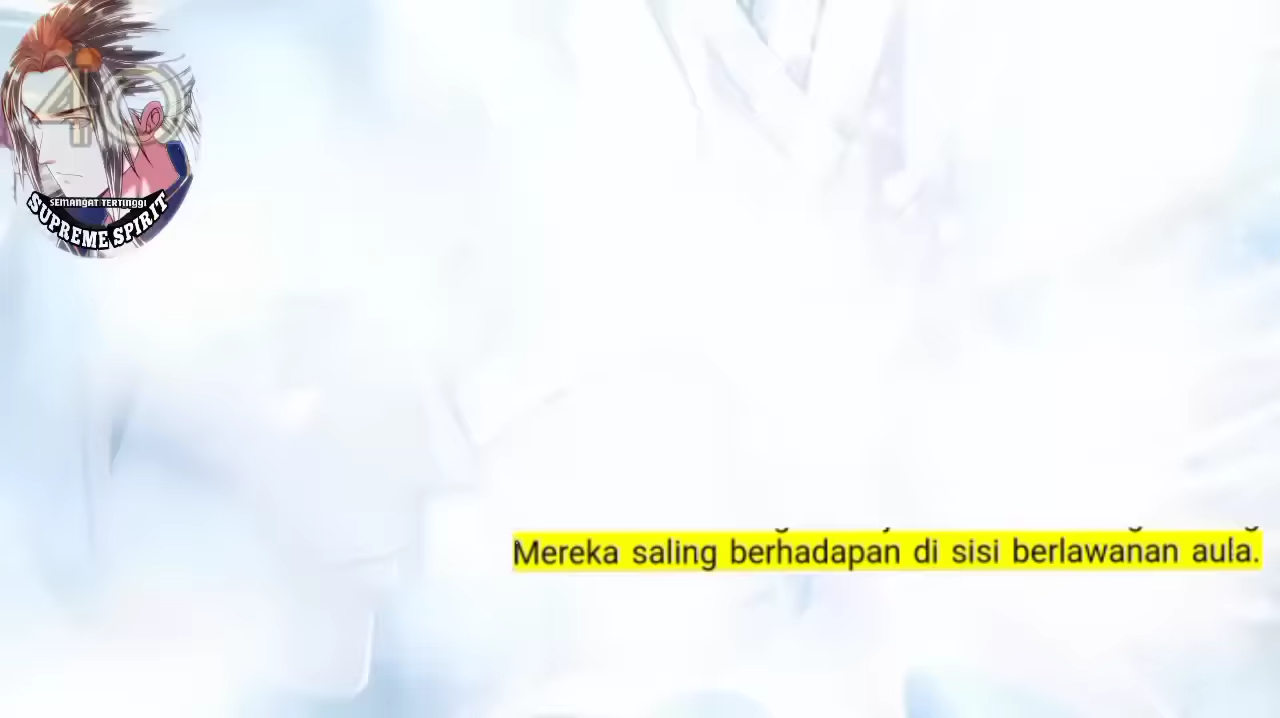 SEMANGAT TERTINGGI
SUPREME SPIRIT
Mereka saling berhadapan di sisi berlawanan aula.